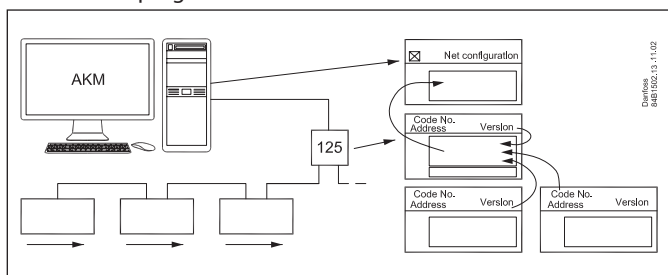 AKM
125
Net configuration
Code No.
Address Version
Code No.
Address Version
Code No.
Address Version
Danfoss
84B1502.13 .11.02